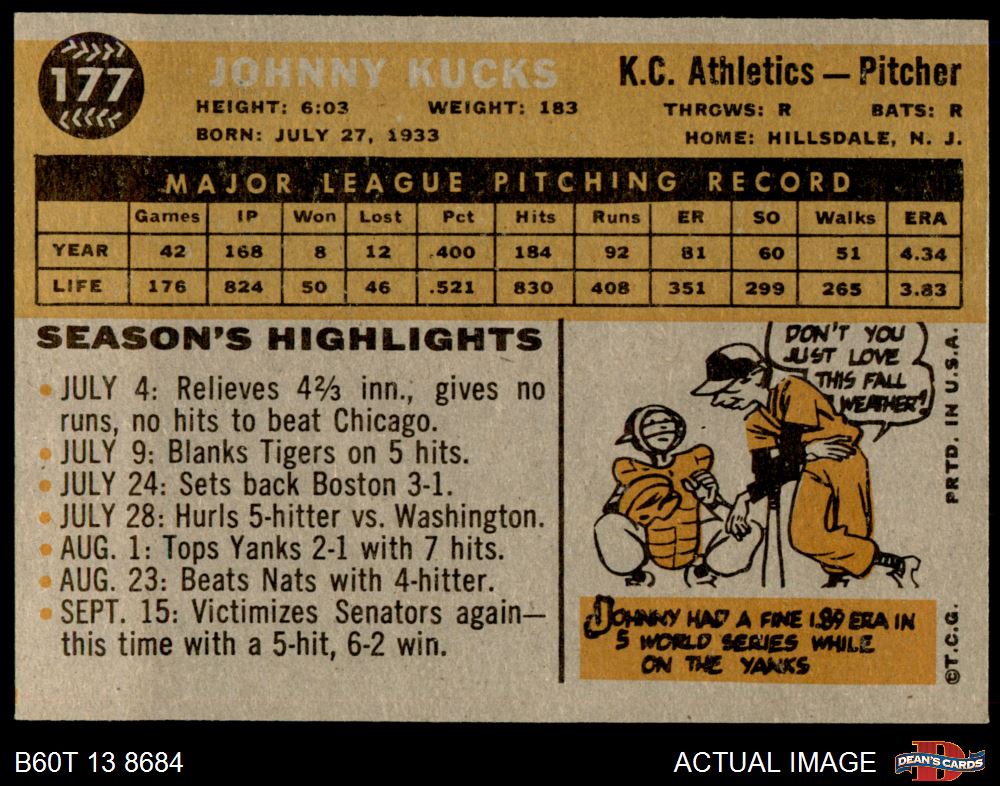 177
JOHNNY KUCKS
K.C. Athletics — Pitcher
HEIGHT: 6:03 WEIGHT: 183 THROWS: R BATS: R
BORN: JULY 27, 1933 HOME: HILLSDALE, N. J.
MAJOR LEAGUE PITCHING RECORD
Games IP Won Lost Pct Hits Runs ER SO Walks ERA
YEAR 42 168 8 12 .400 184 92 81 60 51 4.34
LIFE 176 824 50 46 .521 830 408 351 299 265 3.83
SEASON'S HIGHLIGHTS
• JULY 4: Relieves 4⅔ inn., gives no
runs, no hits to beat Chicago.
• JULY 9: Blanks Tigers on 5 hits.
• JULY 24: Sets back Boston 3-1.
• JULY 28: Hurls 5-hitter vs. Washington.
• AUG. 1: Tops Yanks 2-1 with 7 hits.
• AUG. 23: Beats Nats with 4-hitter.
• SEPT. 15: Victimizes Senators again—
this time with a 5-hit, 6-2 win.
DON'T YOU
JUST LOVE
THIS FALL
WEATHER?
JOHNNY HAD A FINE 1.89 ERA IN
5 WORLD SERIES WHILE
ON THE YANKS
PRTD. IN U.S.A.
©T.C.G.
B60T 13 8684
ACTUAL IMAGE
D
DEAN'S CARDS